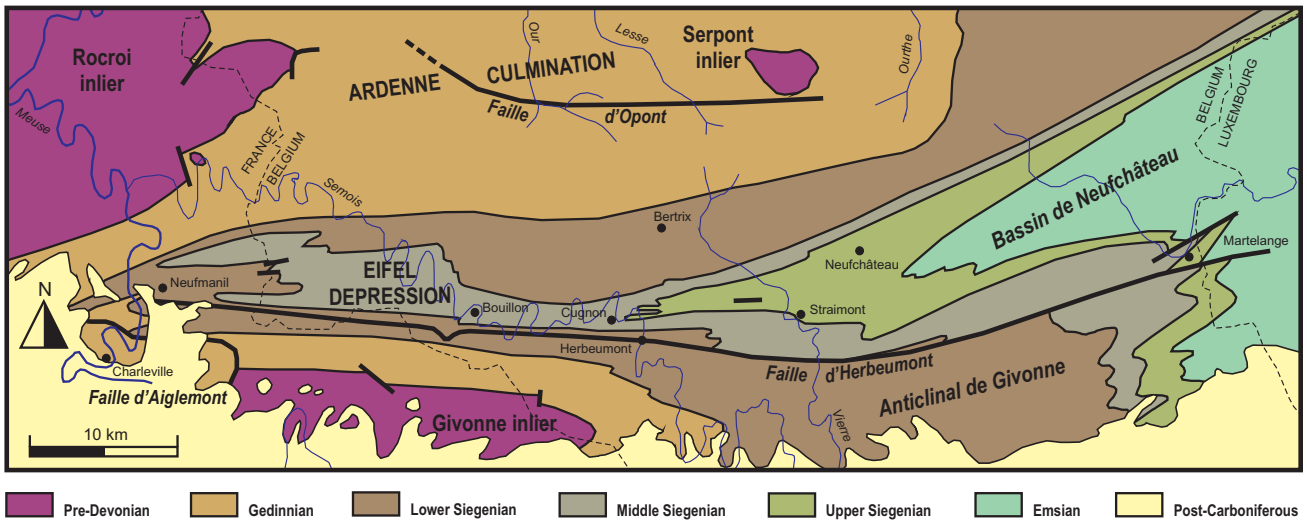 Rocroi
inlier
Meuse
FRANCE
BELGIUM
ARDENNE
CULMINATION
Faille
d'Opont
Our
Lesse
Serpont
inlier
Ourthe
BELGIUM
LUXEMBOURG
Semois
Bertrix
Bassin de Neufchâteau
Neufchâteau
Martelange
Neufmanil
EIFEL
DEPRESSION
Bouillon
Cugnon
Straimont
Herbeumont
N
Charleville
Faille d'Aiglemont
Faille d'Herbeumont
Anticlinal de Givonne
Givonne inlier
Vierre
10 km
Pre-Devonian
Gedinnian
Lower Siegenian
Middle Siegenian
Upper Siegenian
Emsian
Post-Carboniferous